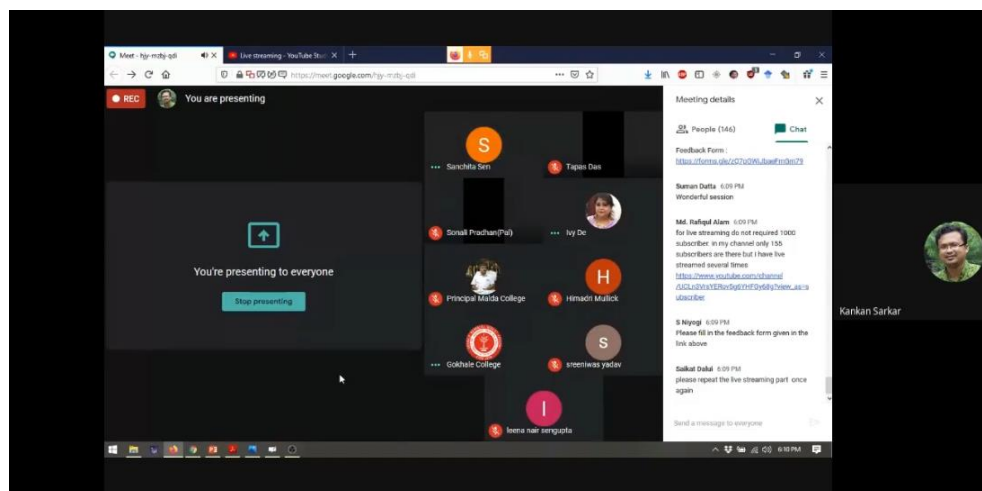 Meet - hjy-mzbj-qdi
Live streaming - YouTube Stud
https://meet.google.com/hjy-mzbj-qdi
REC
You are presenting
You're presenting to everyone
Stop presenting
S
Sanchita Sen
Tapas Das
Sonali Pradhan(Pal)
Ivy De
Principal Malda College
H
Himadri Mullick
Gokhale College
s
sreeniwas yadav
l
leena nair sengupta
Meeting details
People (146)
Chat
Feedback Form :
Suman Datta 6:09 PM
Wonderful session
Md. Rafiqul Alam 6:09 PM
for live streaming do not required 1000
subscriber. in my channel only 155
subscribers are there but I have live
streamed several times
https://www.youtube.com/channel
S Niyogi 6:09 PM
Please fill in the feedback form given in the
link above
Saikat Dalui 6:09 PM
please repeat the live streaming part once
again
Send a message to everyone
Kankan Sarkar
6:10 PM